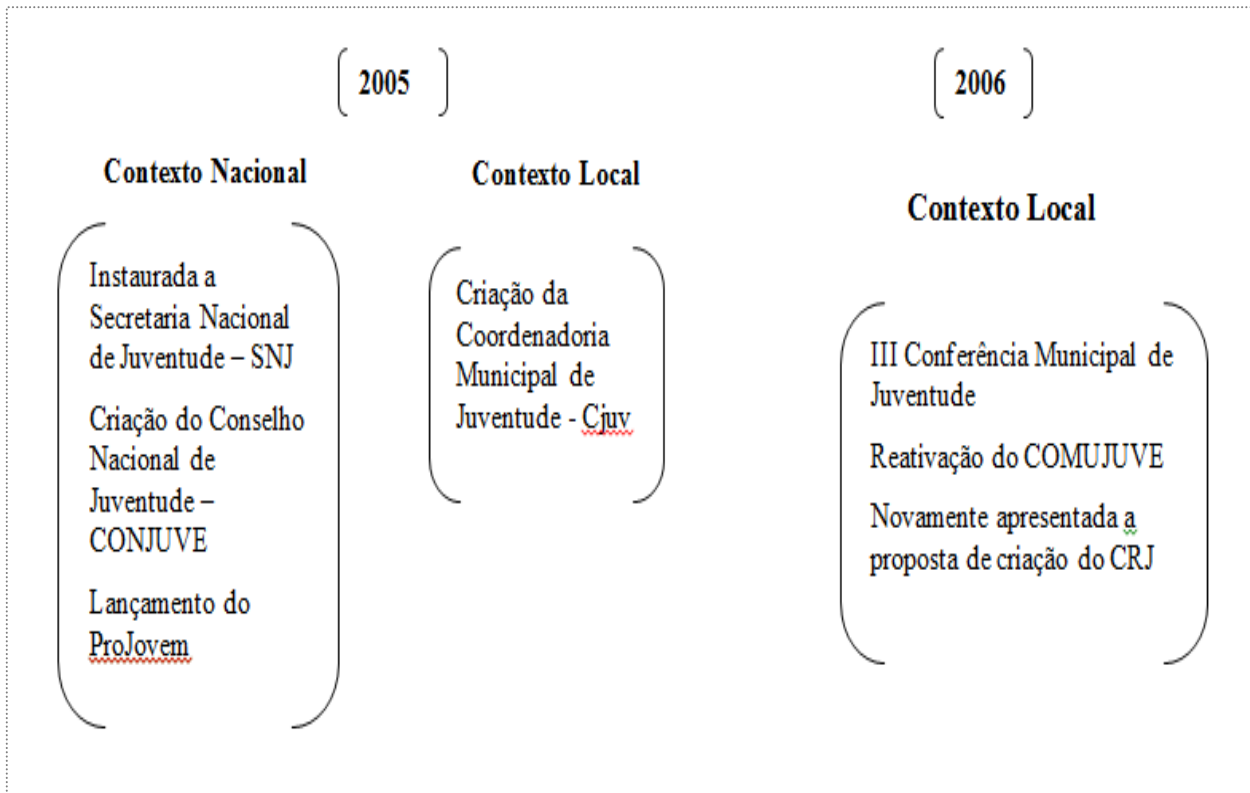 2005
Contexto Nacional
Instaurada a
Secretaria Nacional
de Juventude – SNJ
Criação do Conselho
Nacional de
Juventude –
CONJUVE
Lançamento do
ProJovem
Contexto Local
Criação da
Coordenadoria
Municipal de
Juventude - Cjuv
2006
Contexto Local
III Conferência Municipal de
Juventude
Reativação do COMUJUVE
Novamente apresentada a
proposta de criação do CRJ